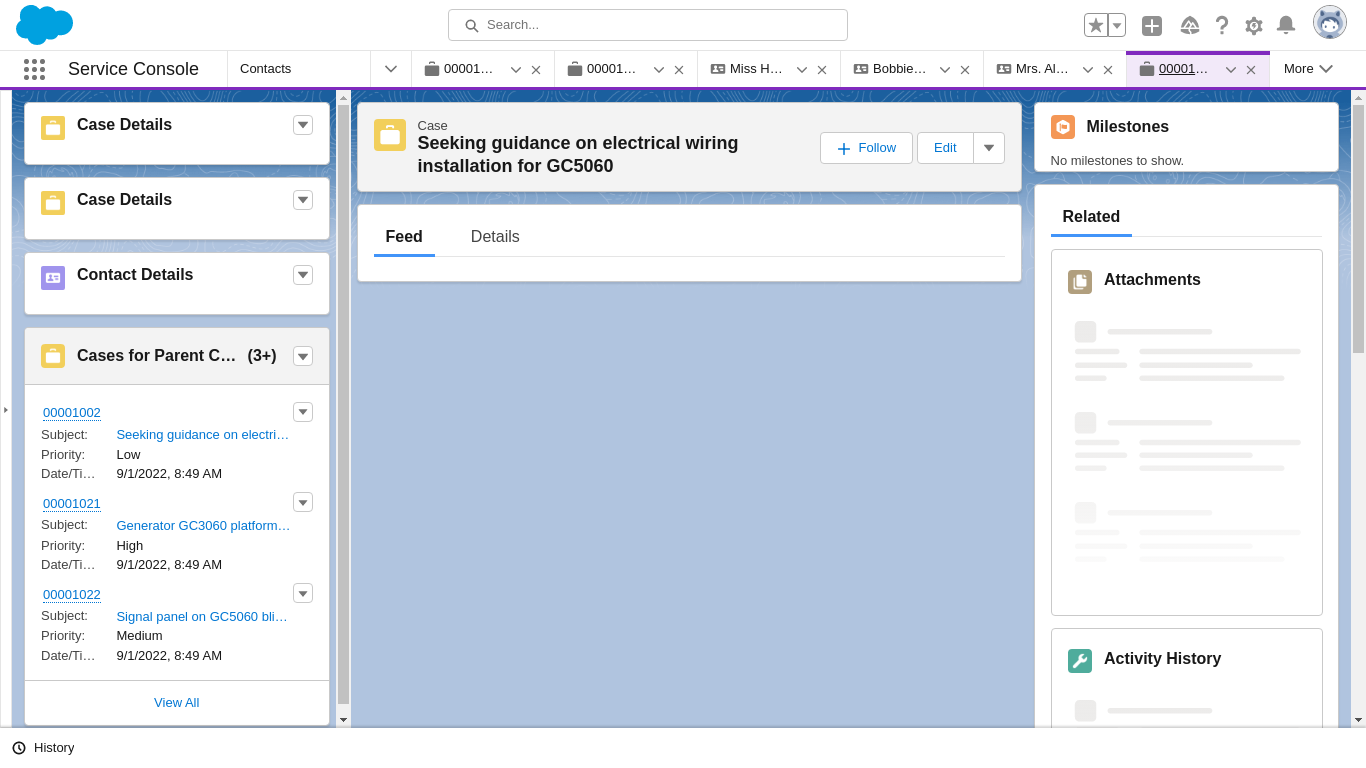 Search...
Service Console
Contacts
00001…
00001…
Miss H…
Bobbie…
Mrs. Al…
00001…
More
Case Details
Case Details
Contact Details
Cases for Parent C… (3+)
00001002
Subject: Seeking guidance on electri…
Priority: Low
Date/Ti… 9/1/2022, 8:49 AM
00001021
Subject: Generator GC3060 platform…
Priority: High
Date/Ti… 9/1/2022, 8:49 AM
00001022
Subject: Signal panel on GC5060 bli…
Priority: Medium
Date/Ti… 9/1/2022, 8:49 AM
View All
Case
Seeking guidance on electrical wiring
installation for GC5060
Follow
Edit
Feed
Details
Milestones
No milestones to show.
Related
Attachments
Activity History
History